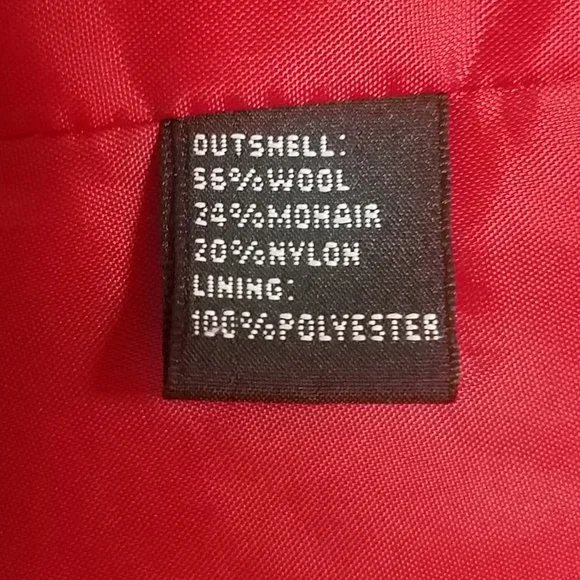 OUTSHELL:
56%WOOL
24%MOHAIR
20%NYLON
LINING:
100%POLYESTER